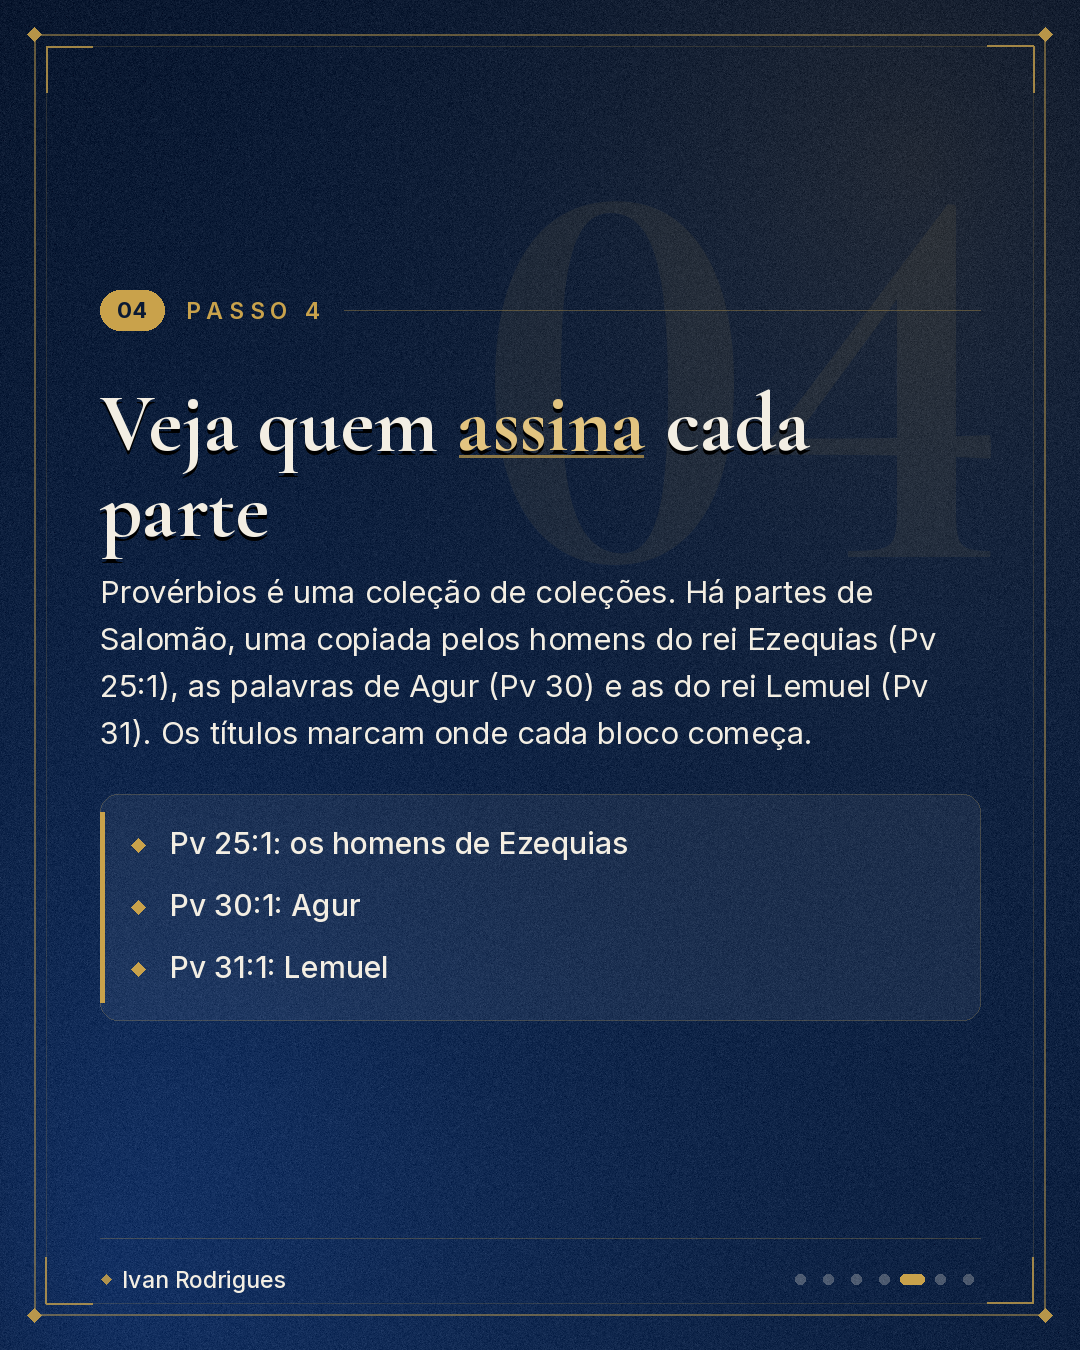 04
04 PASSO 4
Veja quem assina cada
parte
Provérbios é uma coleção de coleções. Há partes de
Salomão, uma copiada pelos homens do rei Ezequias (Pv
25:1), as palavras de Agur (Pv 30) e as do rei Lemuel (Pv
31). Os títulos marcam onde cada bloco começa.
Pv 25:1: os homens de Ezequias
Pv 30:1: Agur
Pv 31:1: Lemuel
Ivan Rodrigues